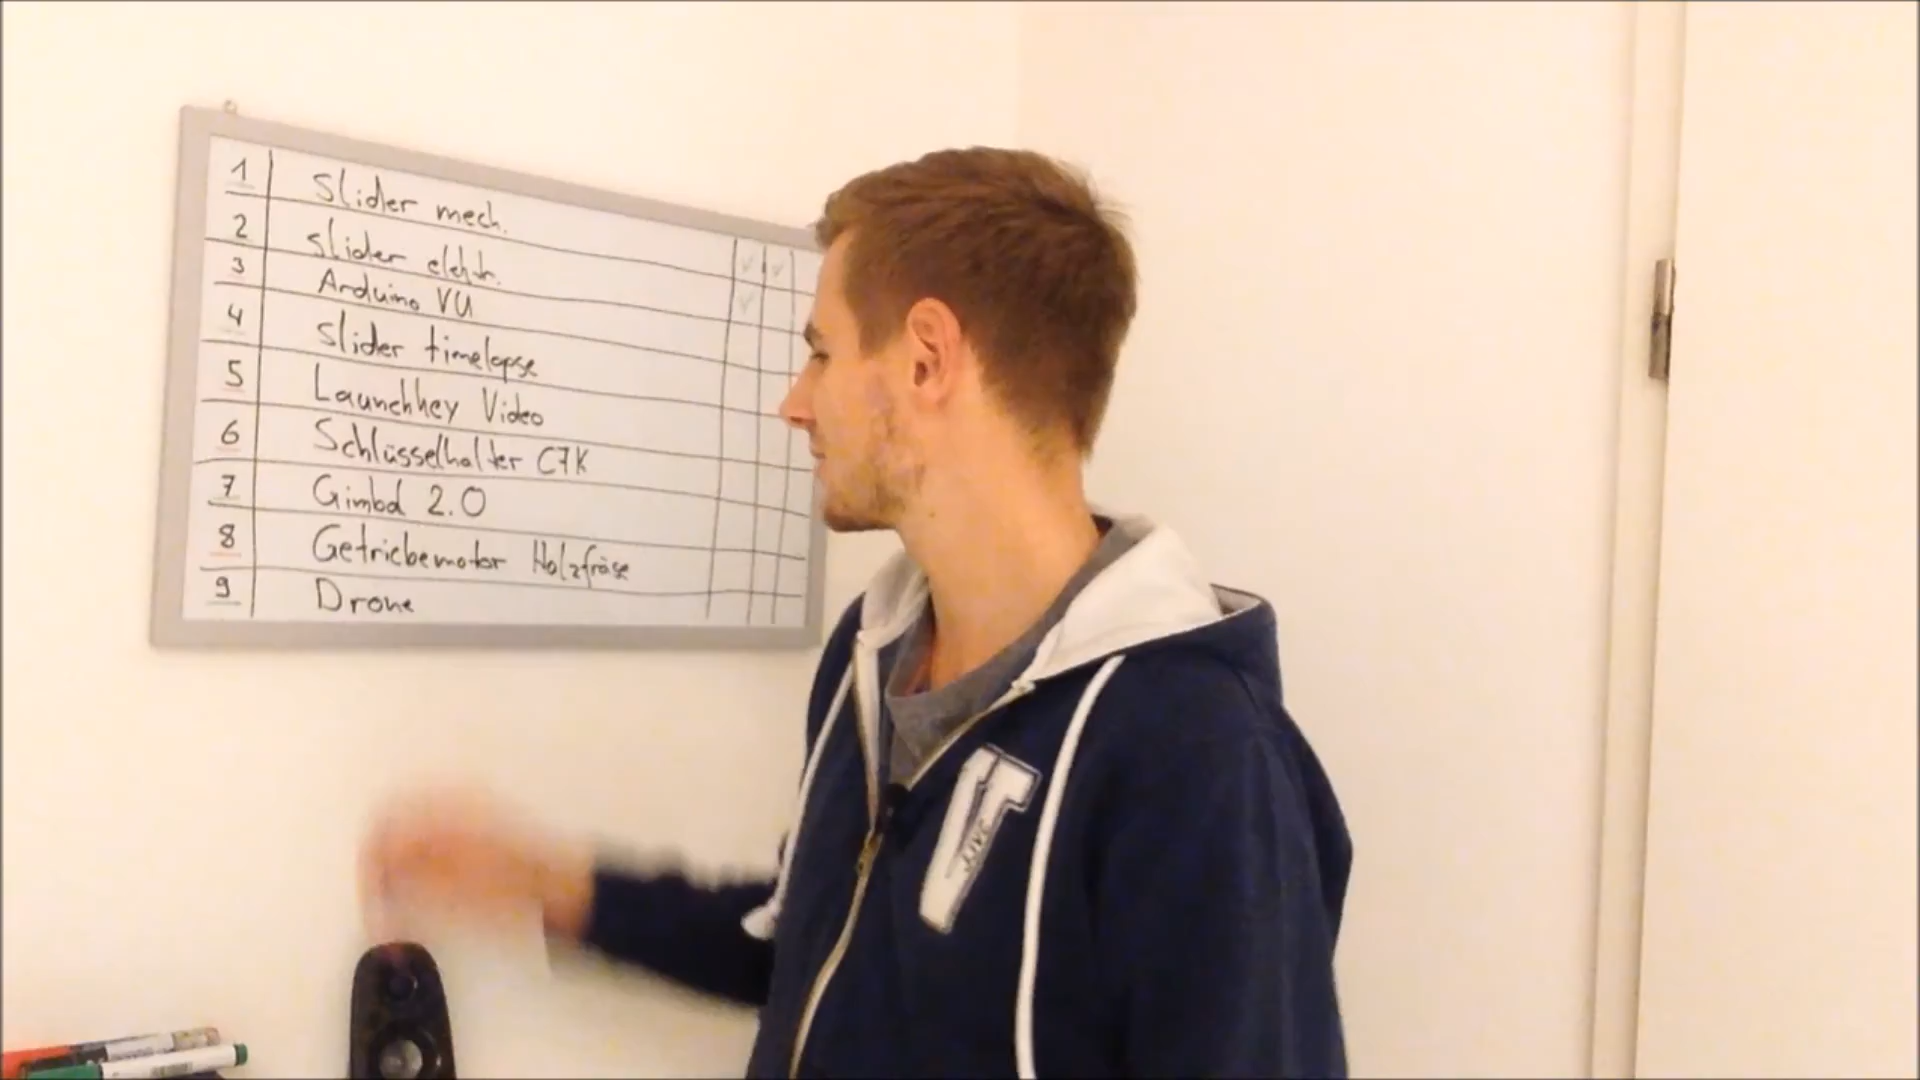 1 Slider mech.
2 Slider elektr.
3 Arduino VU
4 Slider timelapse
5 Launchkey Video
6 Schlüsselhalter C7K
7 Gimbal 2.0
8 Getriebemotor Holzfräse
9 Drone